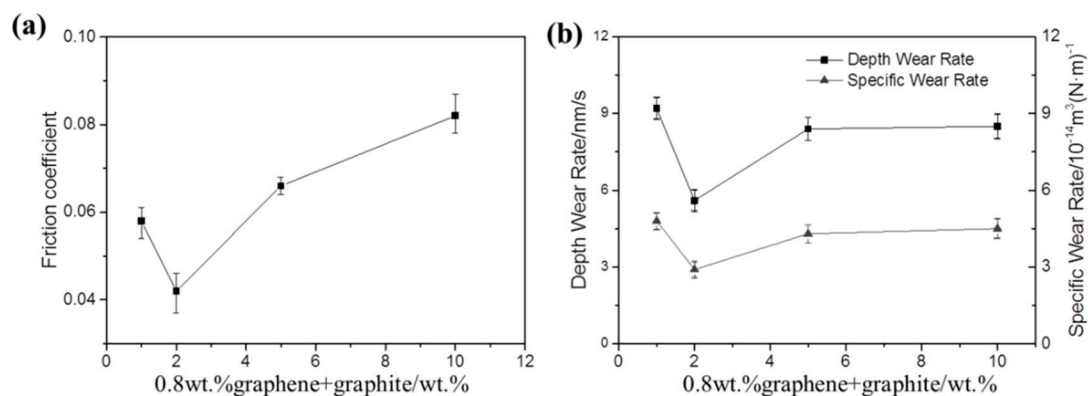 (a)
0.10
0.08
0.06
0.04
Friction coefficient
0 2 4 6 8 10 12
0.8wt.%graphene+graphite/wt.%
(b)
12
9
6
3
0
Depth Wear Rate/nm/s
Depth Wear Rate
Specific Wear Rate
12
9
6
3
0
Specific Wear Rate/10-14m3(N·m)-1
0 2 4 6 8 10
0.8wt.%graphene+graphite/wt.%